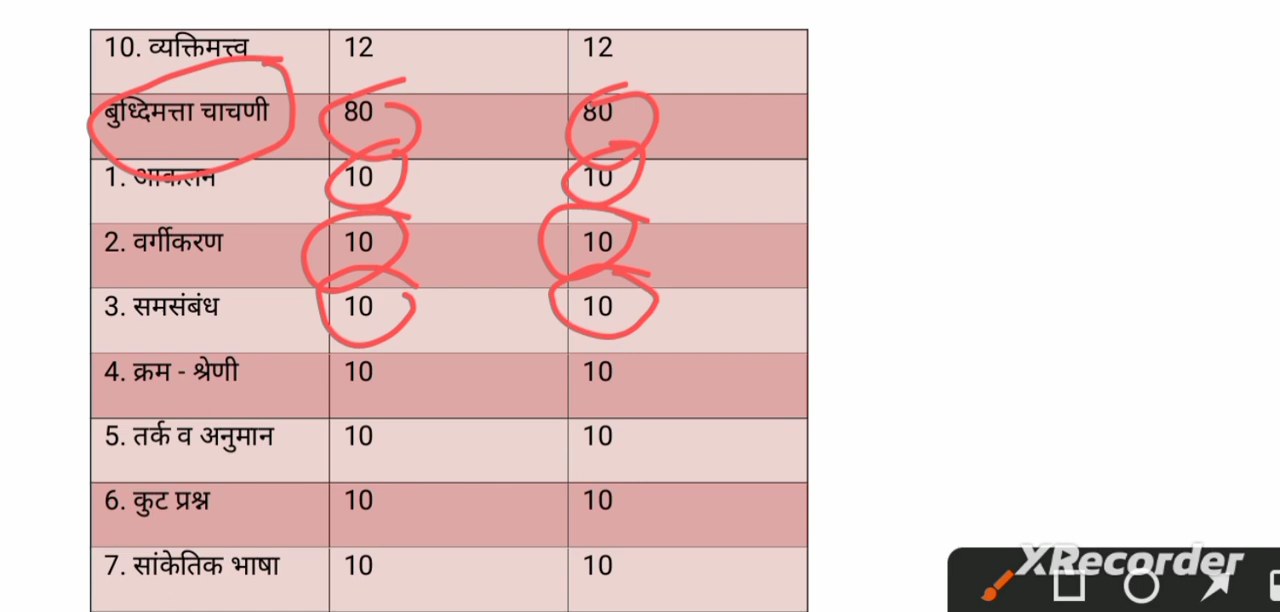 10. व्यक्तिमत्त्व 12 12
बुध्दिमत्ता चाचणी 80 80
1. आकलन 10 10
2. वर्गीकरण 10 10
3. समसंबंध 10 10
4. क्रम - श्रेणी 10 10
5. तर्क व अनुमान 10 10
6. कुट प्रश्न 10 10
7. सांकेतिक भाषा 10 10
XRecorder